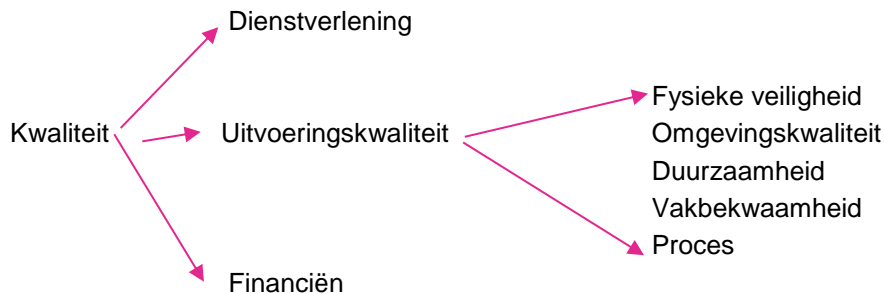 Dienstverlening
Kwaliteit
Uitvoeringskwaliteit
Financiën
Fysieke veiligheid
Omgevingskwaliteit
Duurzaamheid
Vakbekwaamheid
Proces